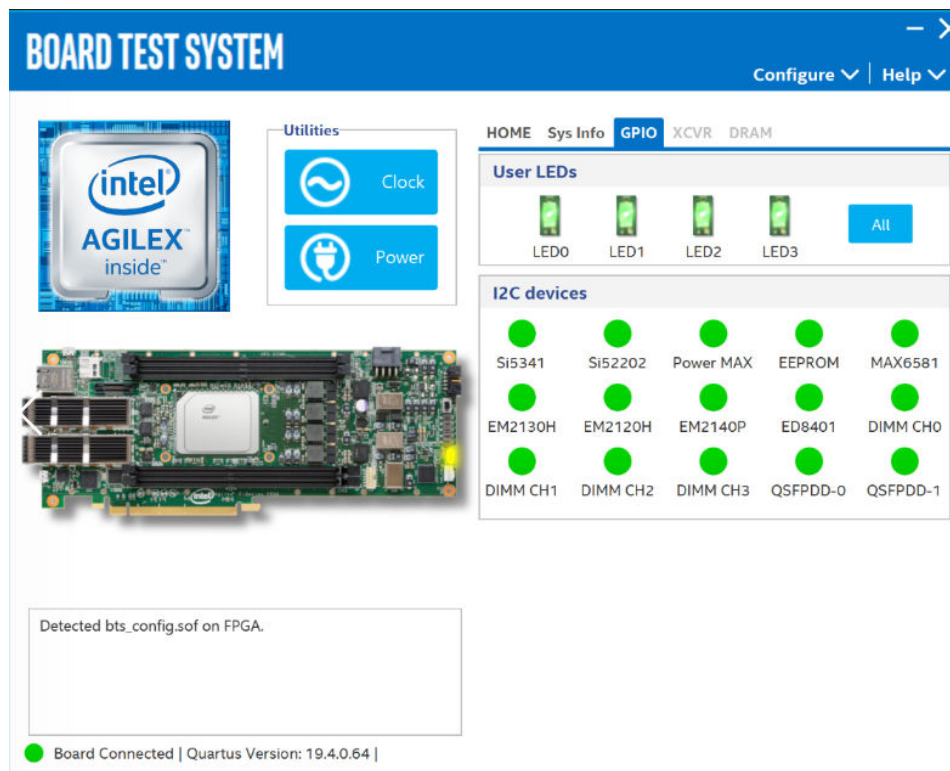 BOARD TEST SYSTEM
Configure | Help
intel
AGILEX
inside™
Utilities
Clock
Power
HOME Sys Info GPIO XCVR DRAM
User LEDs
LED0 LED1 LED2 LED3
All
I2C devices
Si5341 Si52202 Power MAX EEPROM MAX6581
EM2130H EM2120H EM2140P ED8401 DIMM CH0
DIMM CH1 DIMM CH2 DIMM CH3 QSFPDD-0 QSFPDD-1
intel
Detected bts_config.sof on FPGA.
Board Connected | Quartus Version: 19.4.0.64 |